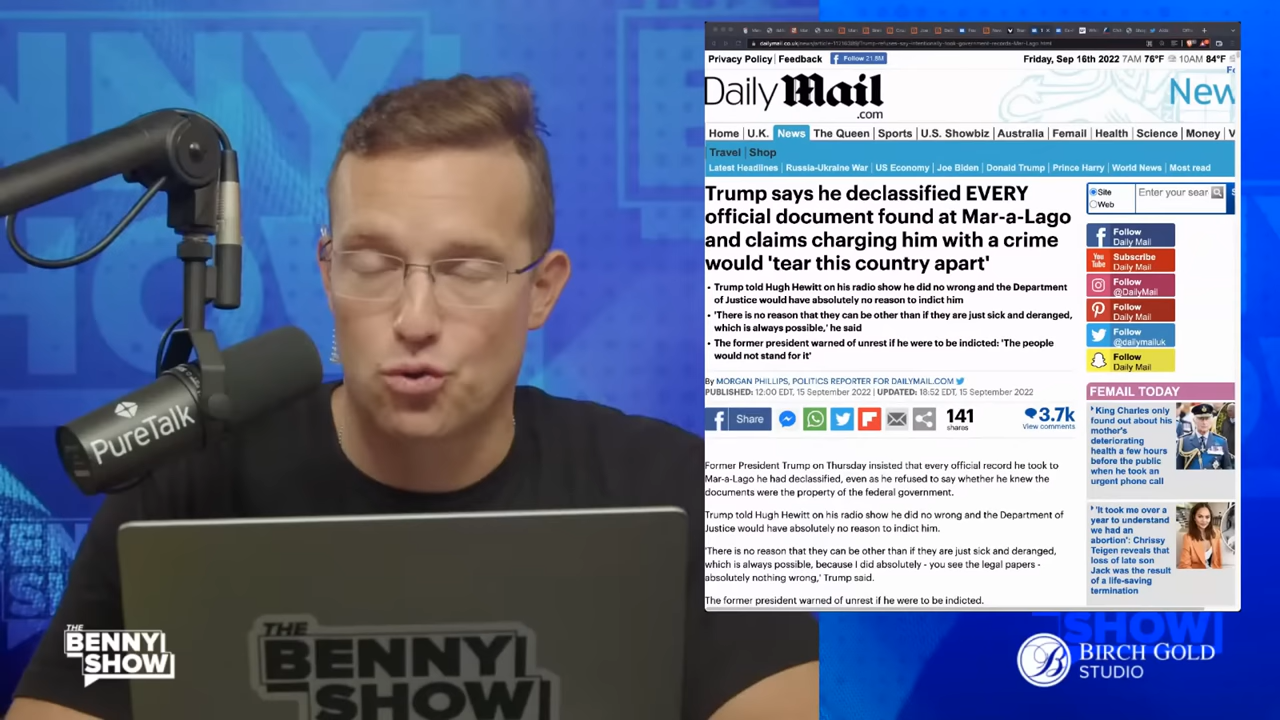 Privacy Policy | Feedback
Follow 21.8M
Friday, Sep 16th 2022 7AM 76°F 10AM 84°F
Daily Mail
.com
New
Home | U.K. | News | The Queen | Sports | U.S. Showbiz | Australia | Femail | Health | Science | Money | V
Travel | Shop
Latest Headlines | Russia-Ukraine War | US Economy | Joe Biden | Donald Trump | Prince Harry | World News | Most read
Trump says he declassified EVERY
official document found at Mar-a-Lago
and claims charging him with a crime
would 'tear this country apart'
• Trump told Hugh Hewitt on his radio show he did no wrong and the Department
of Justice would have absolutely no reason to indict him
• 'There is no reason that they can be other than if they are just sick and deranged,
which is always possible,' he said
• The former president warned of unrest if he were to be indicted: 'The people
would not stand for it'
By MORGAN PHILLIPS, POLITICS REPORTER FOR DAILYMAIL.COM
PUBLISHED: 12:00 EDT, 15 September 2022 | UPDATED: 18:52 EDT, 15 September 2022
Share
141
shares
3.7k
View comments
Former President Trump on Thursday insisted that every official record he took to
Mar-a-Lago he had declassified, even as he refused to say whether he knew the
documents were the property of the federal government.
Trump told Hugh Hewitt on his radio show he did no wrong and the Department of
Justice would have absolutely no reason to indict him.
'There is no reason that they can be other than if they are just sick and deranged,
which is always possible, because I did absolutely - you see the legal papers -
absolutely nothing wrong,' Trump said.
The former president warned of unrest if he were to be indicted.
Site
Web
Enter your sear
Follow
Daily Mail
You Tube
Subscribe
Daily Mail
Follow
@DailyMail
Follow
Daily Mail
Follow
@dailymailuk
Follow
Daily Mail
FEMAIL TODAY
King Charles only
found out about his
mother's
deteriorating
health a few hours
before the public
when he took an
urgent phone call
'It took me over a
year to understand
we had an
abortion': Chrissy
Teigen reveals that
loss of late son
Jack was the result
of a life-saving
termination
PureTalk
THE
BENNY
SHOW
THE
BENNY
SHOW
SHOW
B
BIRCH GOLD
STUDIO